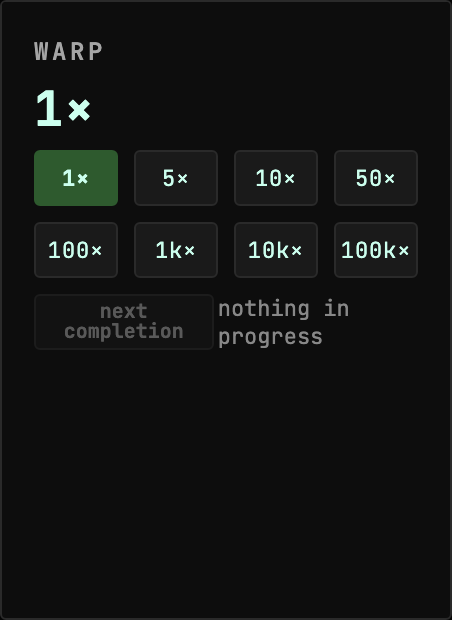 WARP
1×
1×
5×
10×
50×
100×
1k×
10k×
100k×
next
completion
nothing in
progress